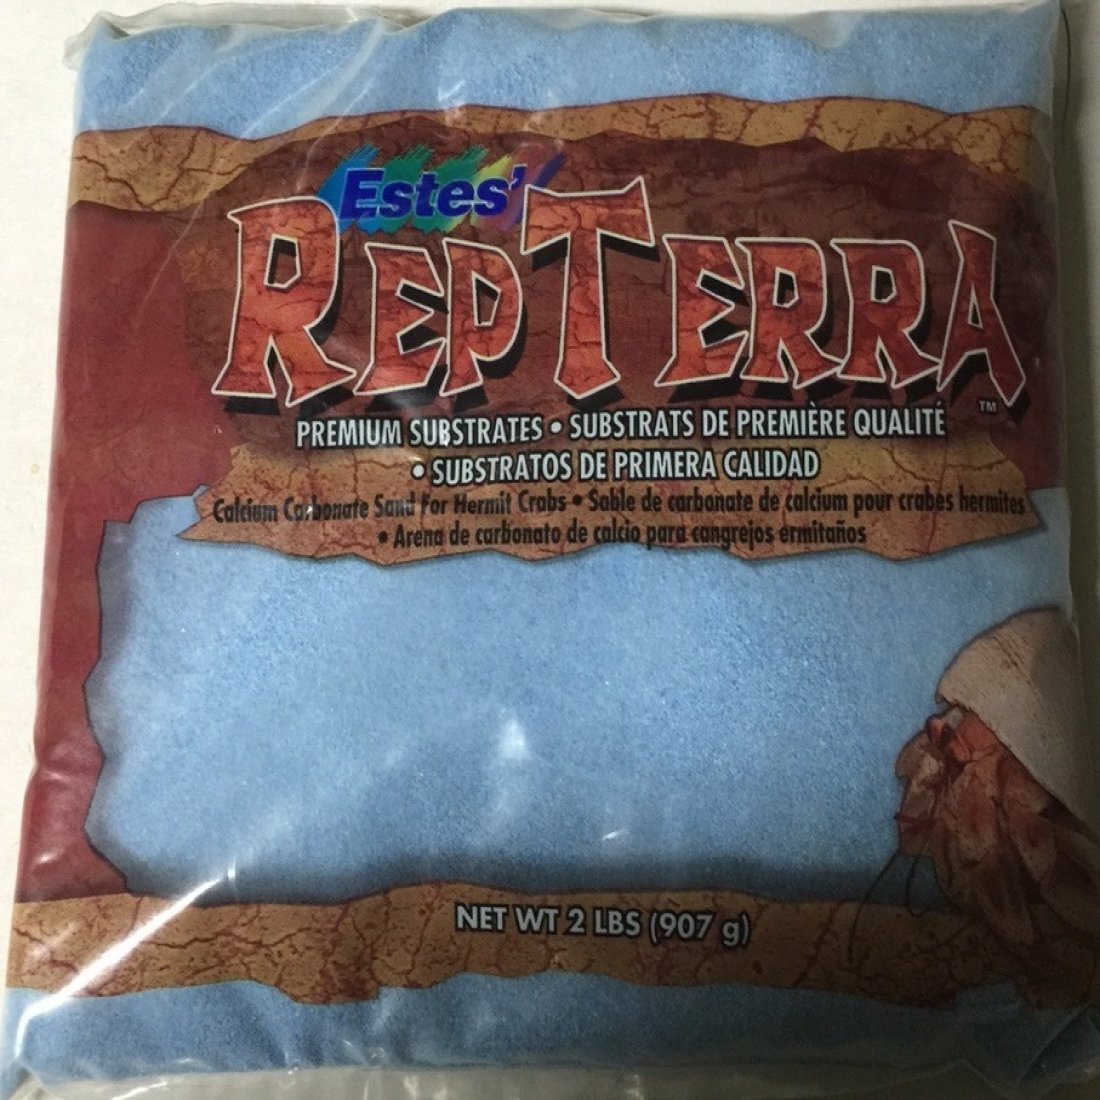 Estes'
REPTERRA
™
PREMIUM SUBSTRATES • SUBSTRATS DE PREMIÈRE QUALITÉ
• SUBSTRATOS DE PRIMERA CALIDAD
Calcium Carbonate Sand For Hermit Crabs • Sable de carbonate de calcium pour crabes hermites
• Arena de carbonato de calcio para cangrejos ermitaños
NET WT 2 LBS (907 g)